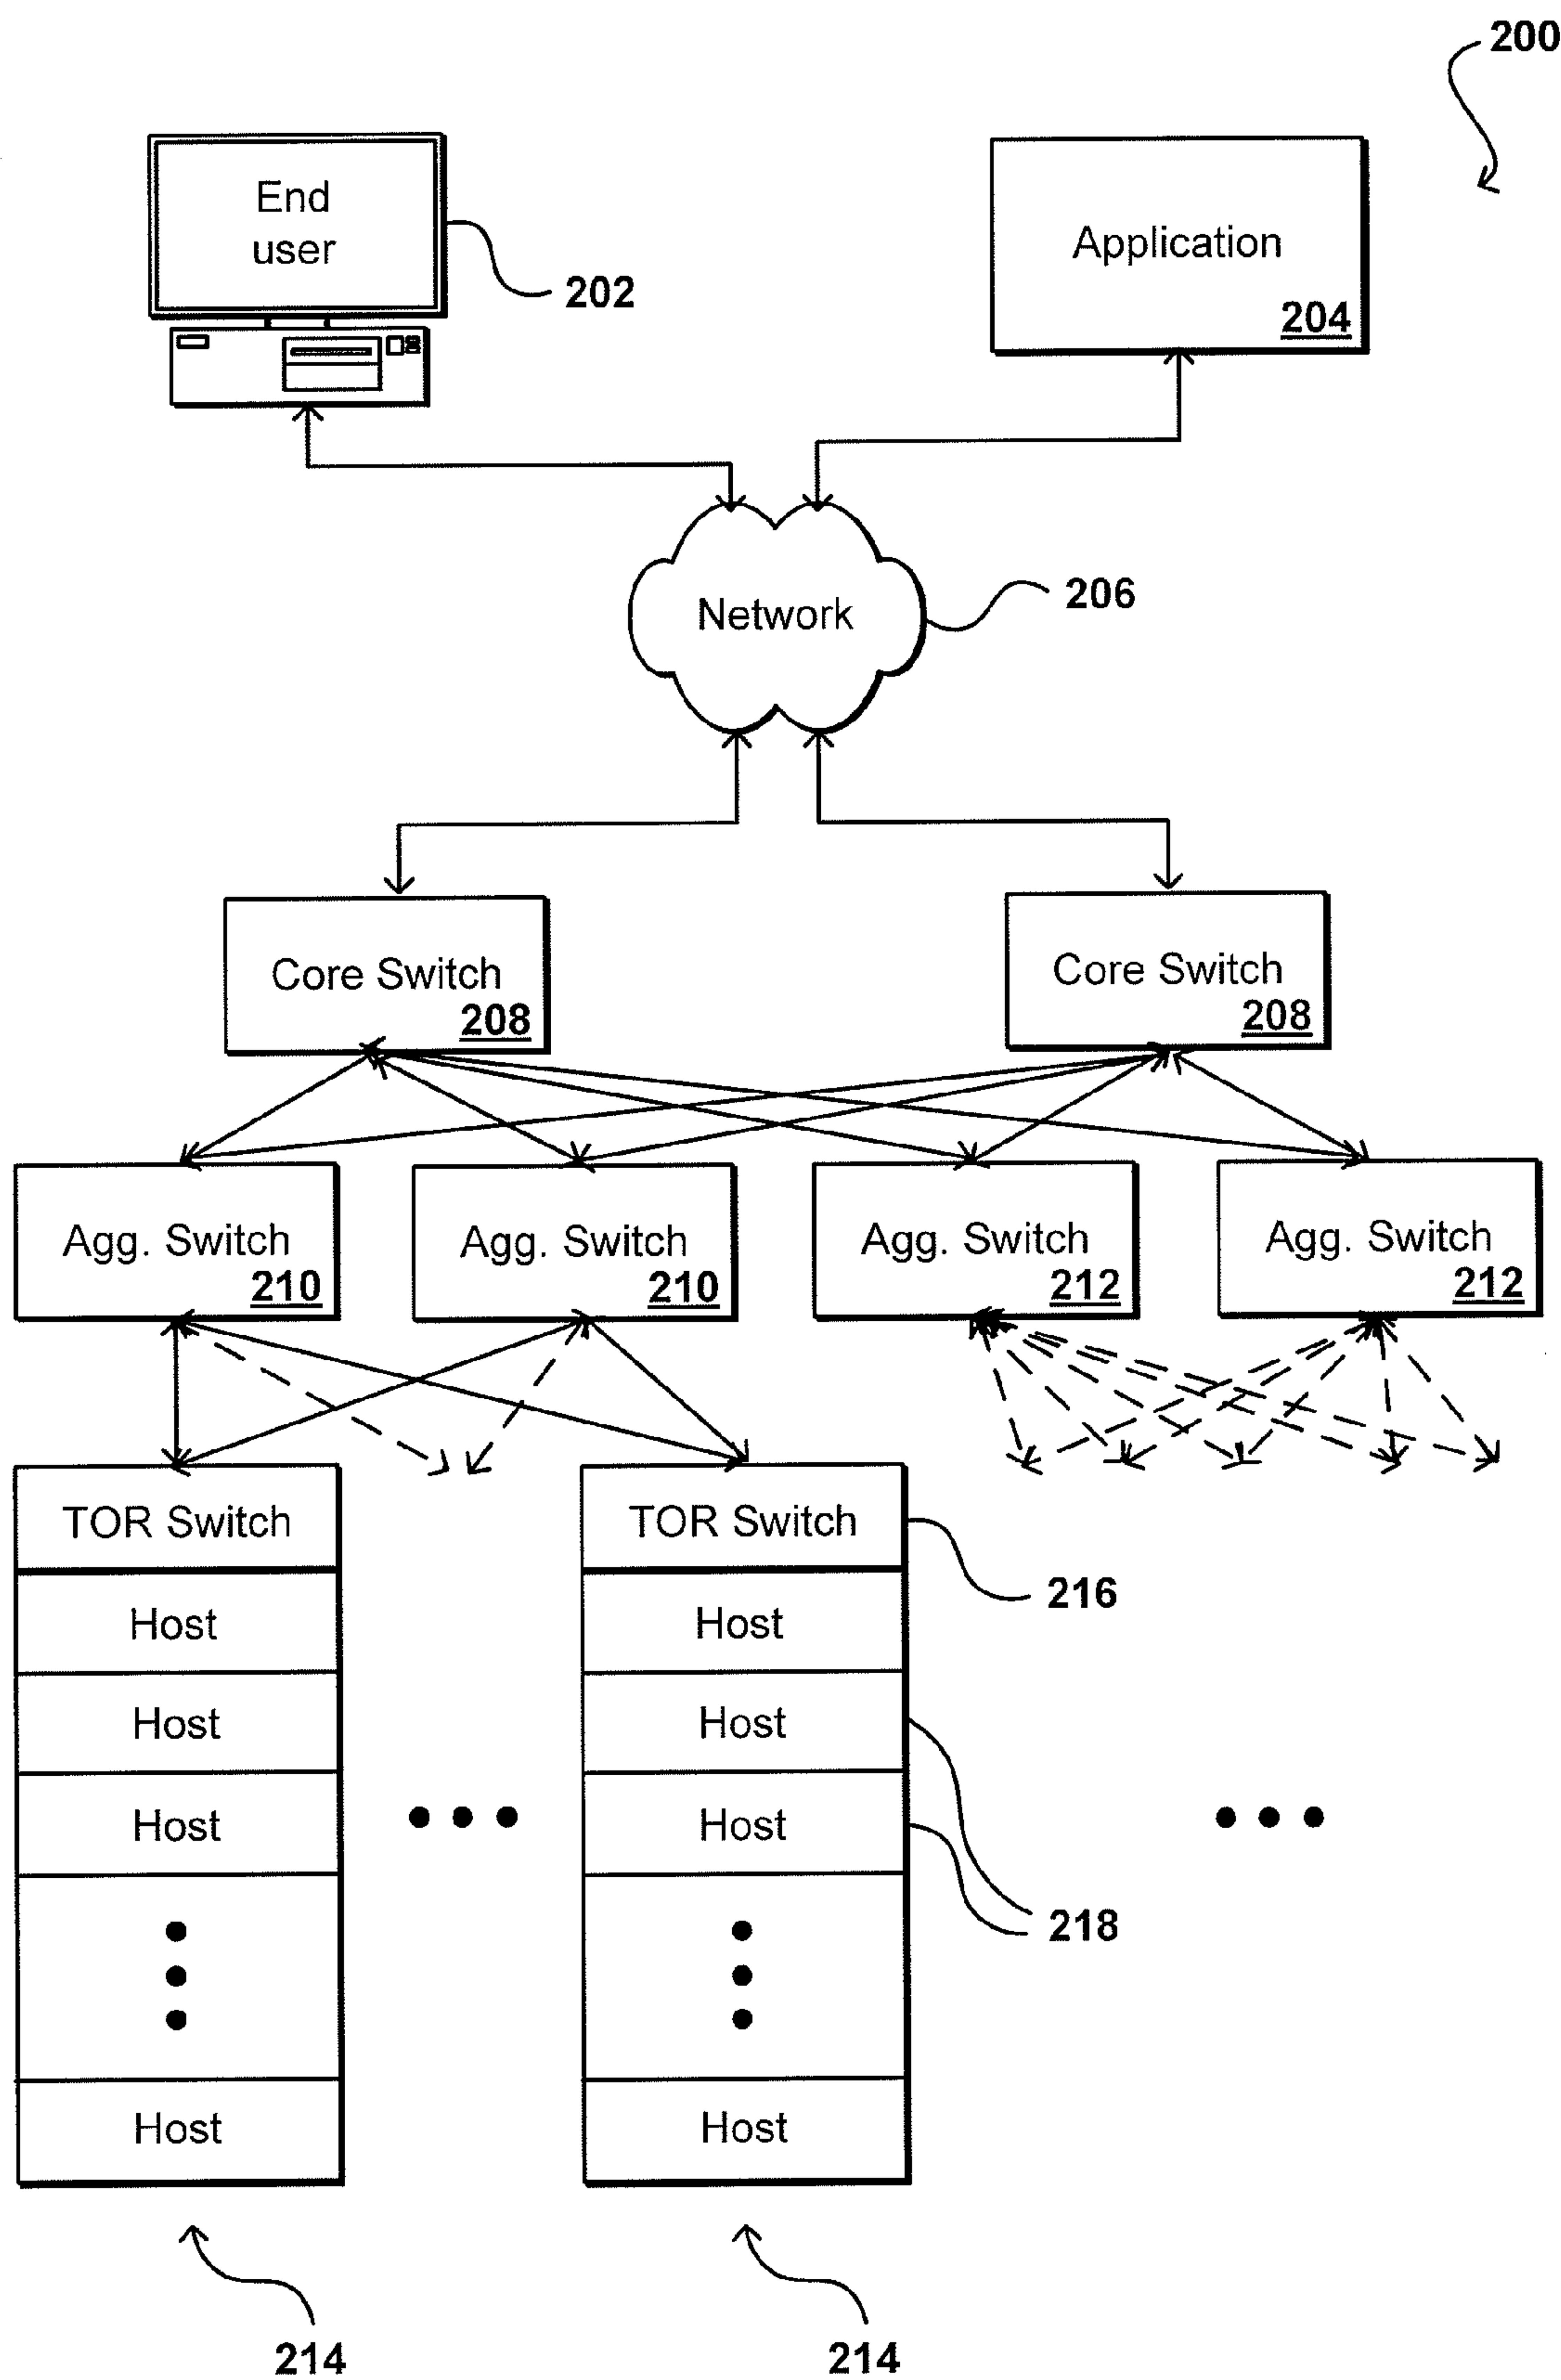 200
End
user
202
Application
204
Network
206
Core Switch
208
Core Switch
208
Agg. Switch
210
Agg. Switch
210
Agg. Switch
212
Agg. Switch
212
TOR Switch
Host
Host
Host
Host
TOR Switch
216
Host
Host
Host
218
Host
214
214